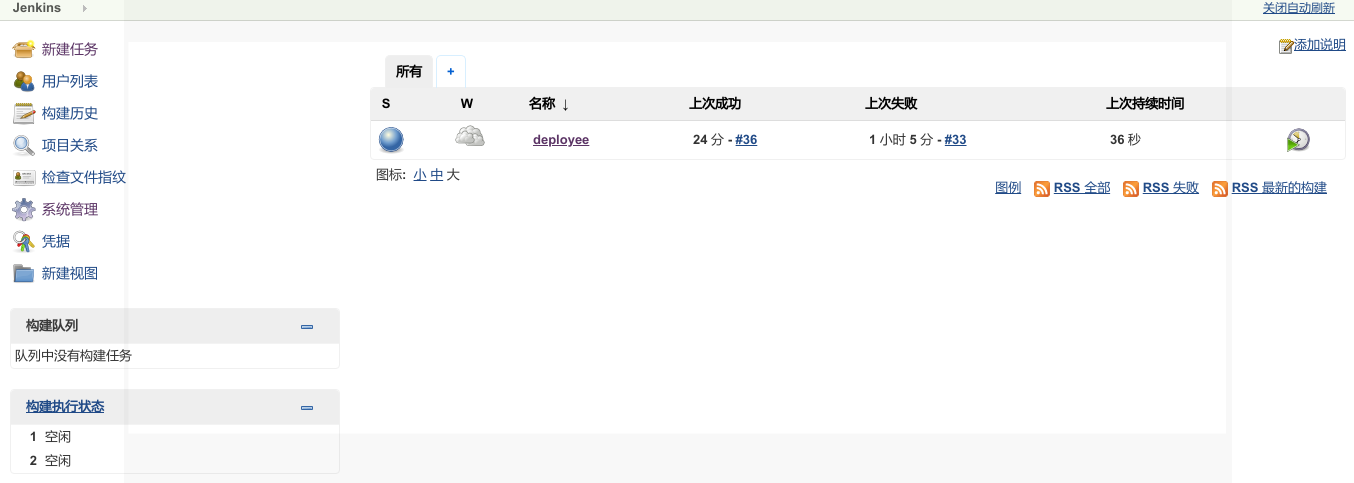 Jenkins
关闭自动刷新
新建任务
用户列表
构建历史
项目关系
检查文件指纹
系统管理
凭据
新建视图
构建队列
队列中没有构建任务
构建执行状态
1 空闲
2 空闲
添加说明
所有 +
S W 名称 ↓ 上次成功 上次失败 上次持续时间
deployee 24 分 - #36 1 小时 5 分 - #33 36 秒
图标: 小 中 大
图例 RSS 全部 RSS 失败 RSS 最新的构建